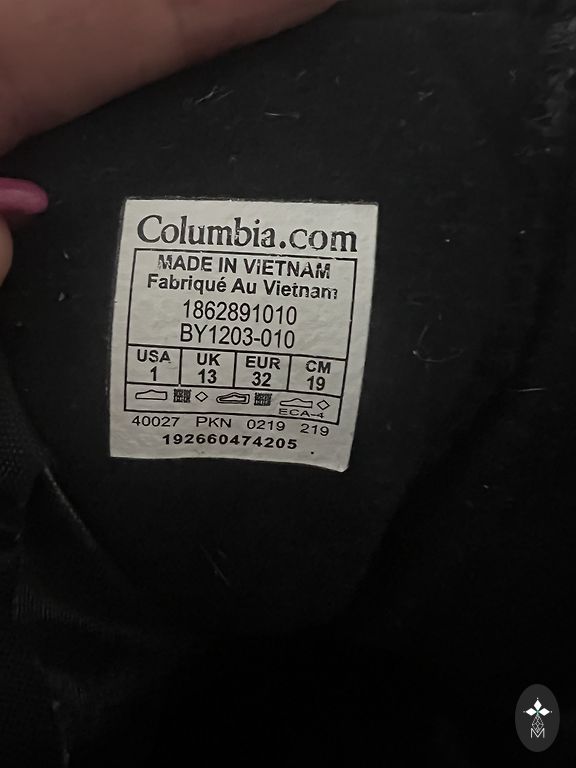 Columbia.com
MADE IN VIETNAM
Fabriqué Au Vietnam
1862891010
BY1203-010
USA UK EUR CM
1 13 32 19
ECA-4
40027 PKN 0219 219
192660474205
M